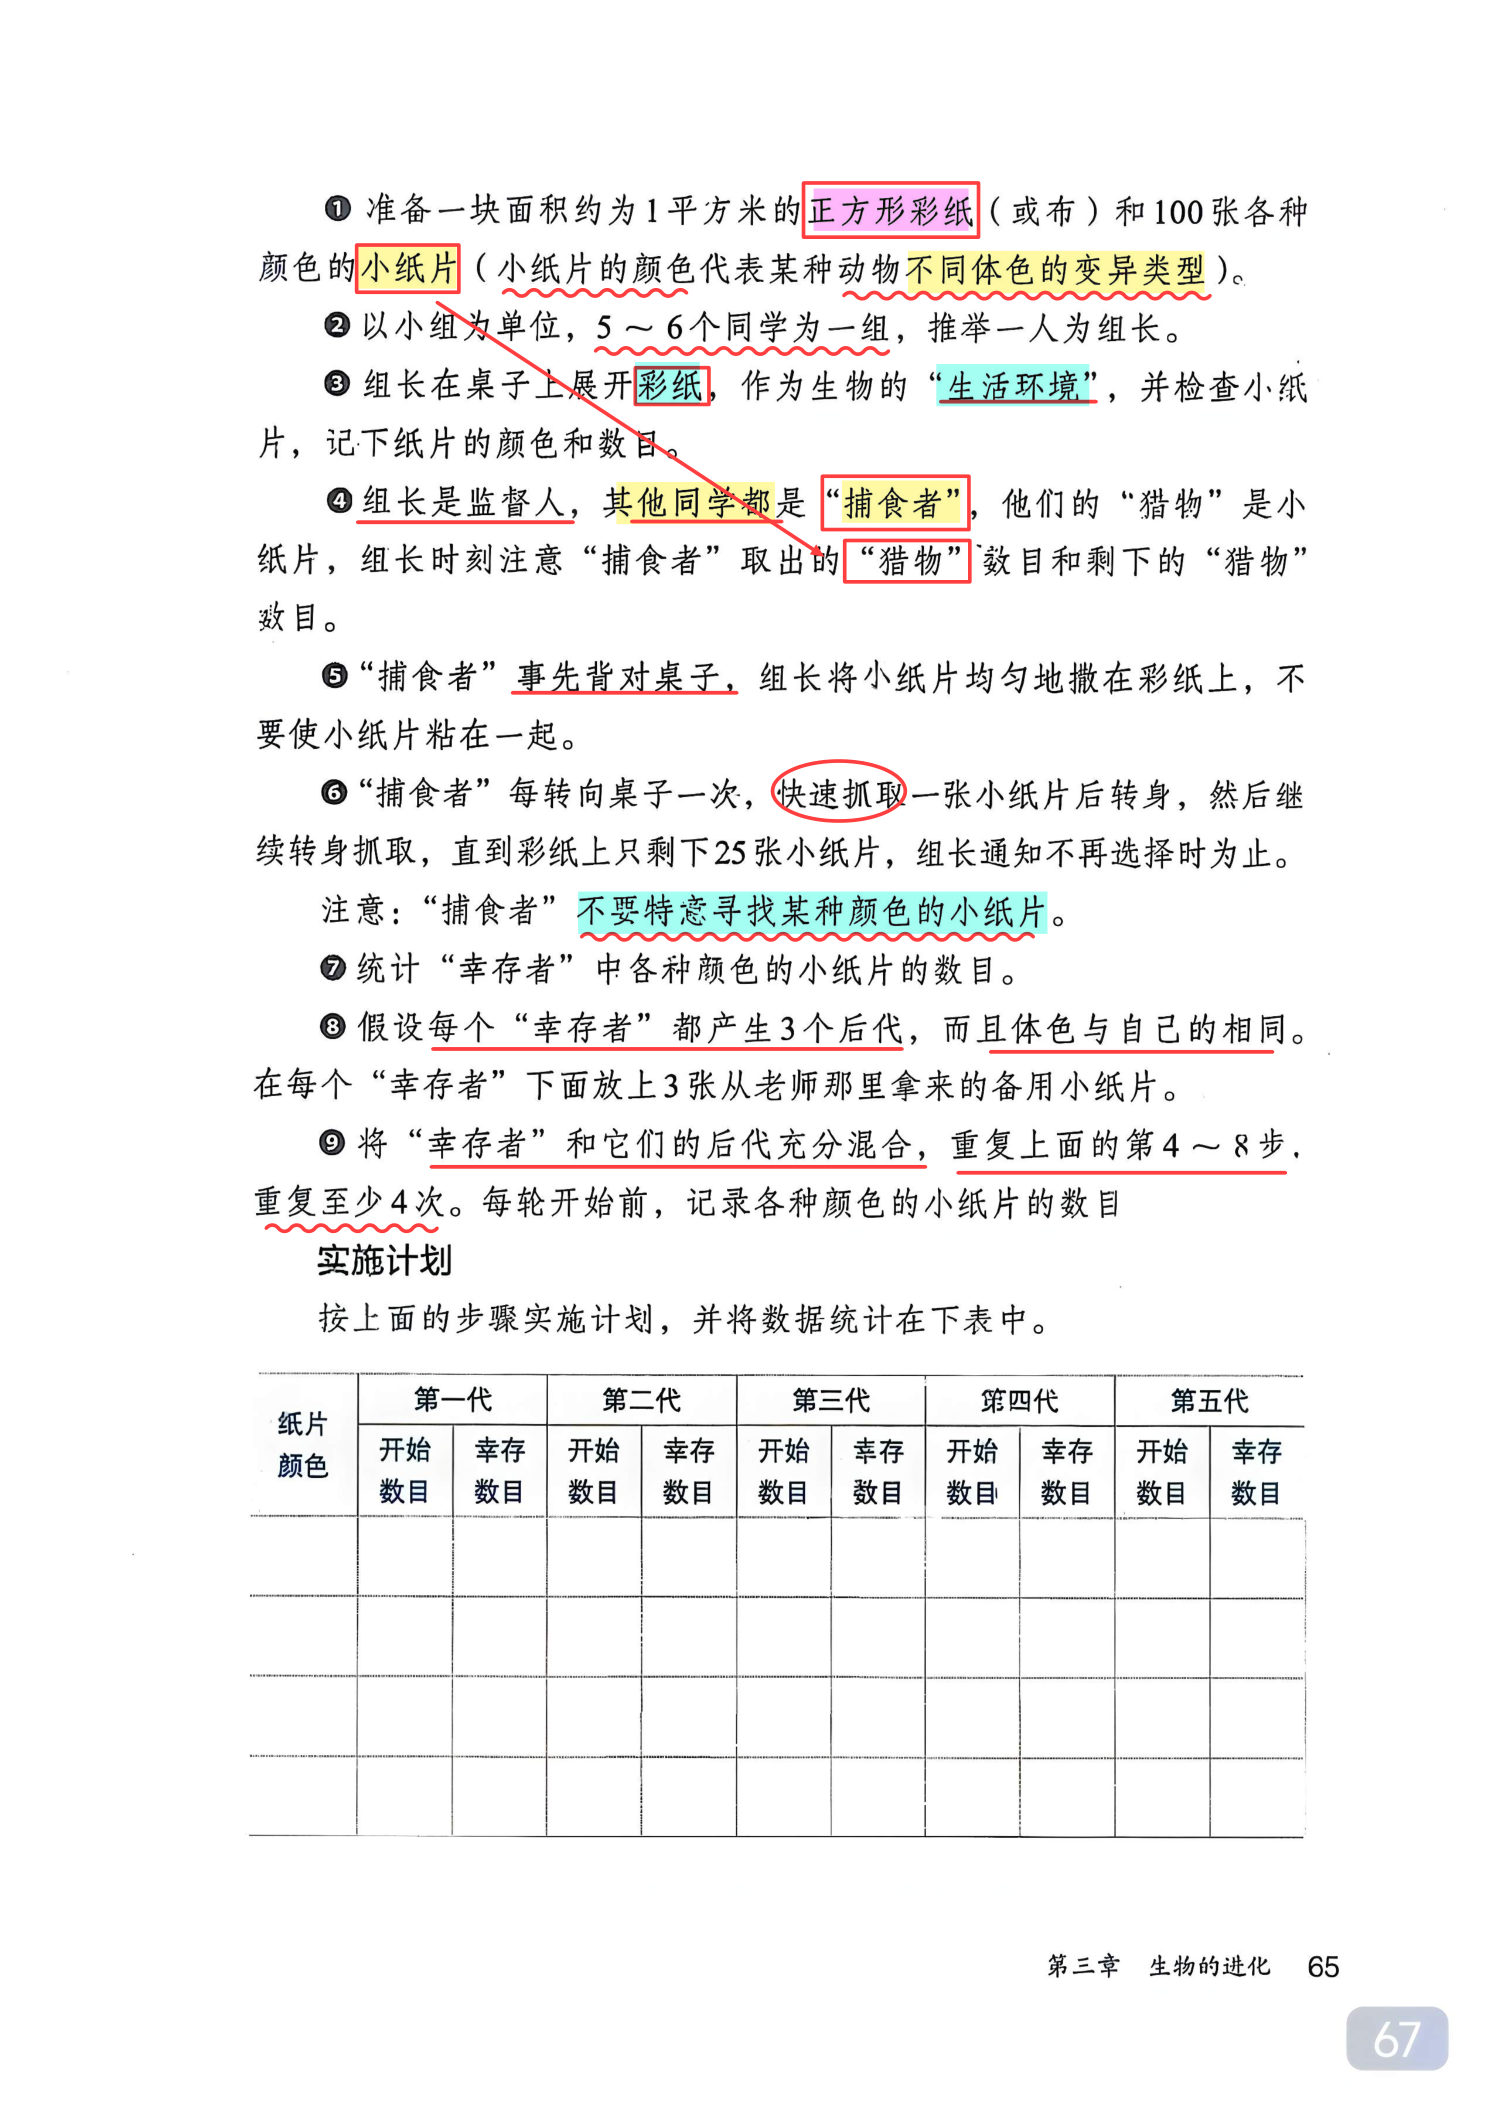 ❶ 准备一块面积约为1平方米的正方形彩纸（或布）和100张各种
颜色的小纸片（小纸片的颜色代表某种动物不同体色的变异类型）。
❷ 以小组为单位，5～6个同学为一组，推举一人为组长。
❸ 组长在桌子上展开彩纸，作为生物的“生活环境”，并检查小纸
片，记下纸片的颜色和数目。
❹ 组长是监督人，其他同学都是“捕食者”，他们的“猎物”是小
纸片，组长时刻注意“捕食者”取出的“猎物”数目和剩下的“猎物”
数目。
❺ “捕食者”事先背对桌子，组长将小纸片均匀地撒在彩纸上，不
要使小纸片粘在一起。
❻ “捕食者”每转向桌子一次，快速抓取一张小纸片后转身，然后继
续转身抓取，直到彩纸上只剩下25张小纸片，组长通知不再选择时为止。
注意：“捕食者”不要特意寻找某种颜色的小纸片。
❼ 统计“幸存者”中各种颜色的小纸片的数目。
❽ 假设每个“幸存者”都产生3个后代，而且体色与自己的相同。
在每个“幸存者”下面放上3张从老师那里拿来的备用小纸片。
❾ 将“幸存者”和它们的后代充分混合，重复上面的第4～8步，
重复至少4次。每轮开始前，记录各种颜色的小纸片的数目
实施计划
按上面的步骤实施计划，并将数据统计在下表中。
纸片颜色 第一代 第二代 第三代 第四代 第五代
开始数目 幸存数目 开始数目 幸存数目 开始数目 幸存数目 开始数目 幸存数目 开始数目 幸存数目
第三章 生物的进化 65
67